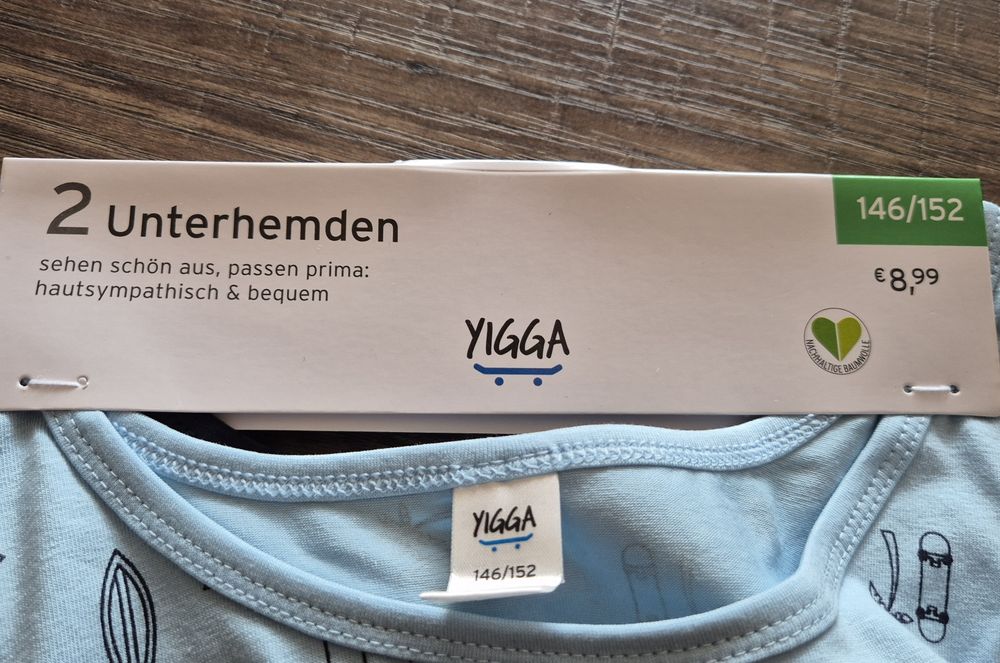 2 Unterhemden
sehen schön aus, passen prima:
hautsympathisch & bequem
146/152
€8,99
YIGGA
NACHHALTIGE BAUMWOLLE
YIGGA
146/152